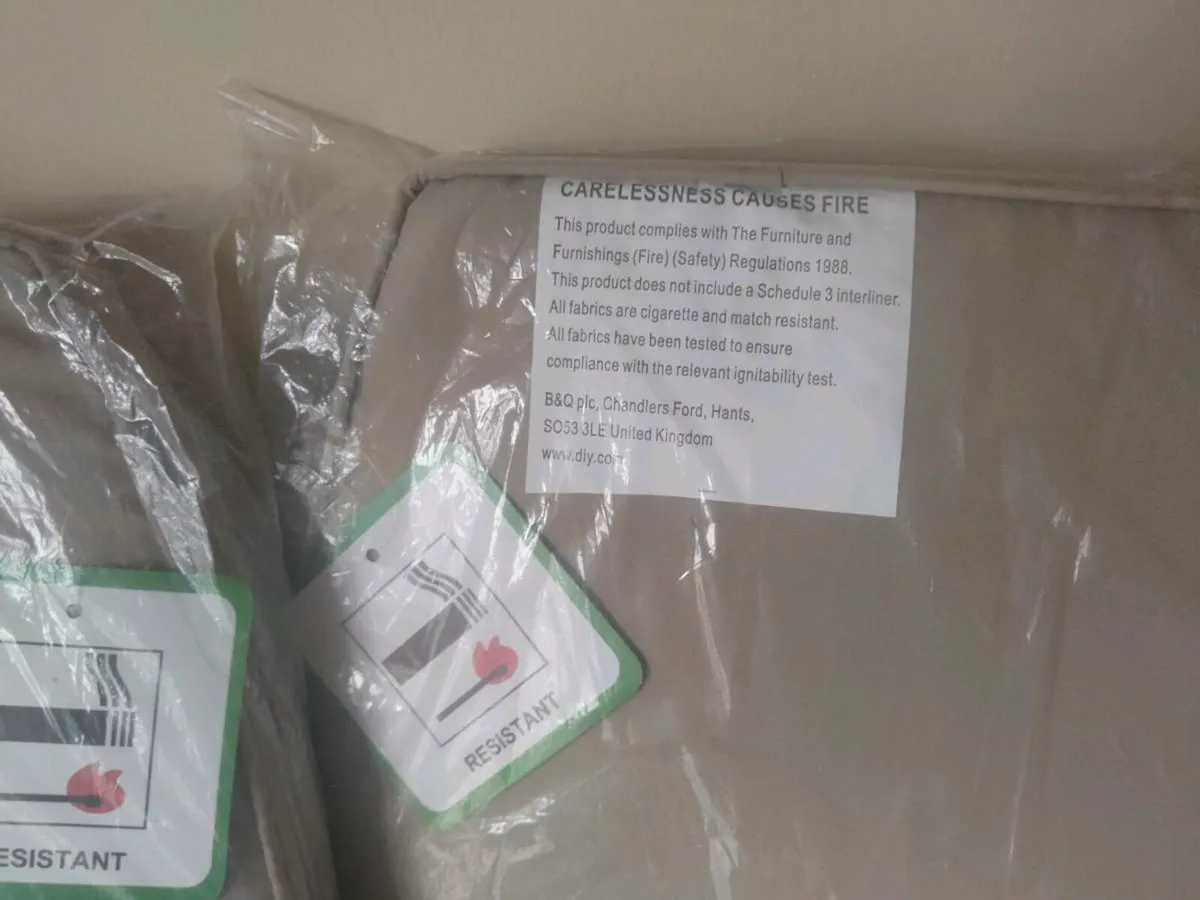 CARELESSNESS CAUSES FIRE
This product complies with The Furniture and
Furnishings (Fire) (Safety) Regulations 1988.
This product does not include a Schedule 3 interliner.
All fabrics are cigarette and match resistant.
All fabrics have been tested to ensure
compliance with the relevant ignitability test.
B&Q plc, Chandlers Ford, Hants,
SO53 3LE United Kingdom
www.diy.com
RESISTANT
ESISTANT